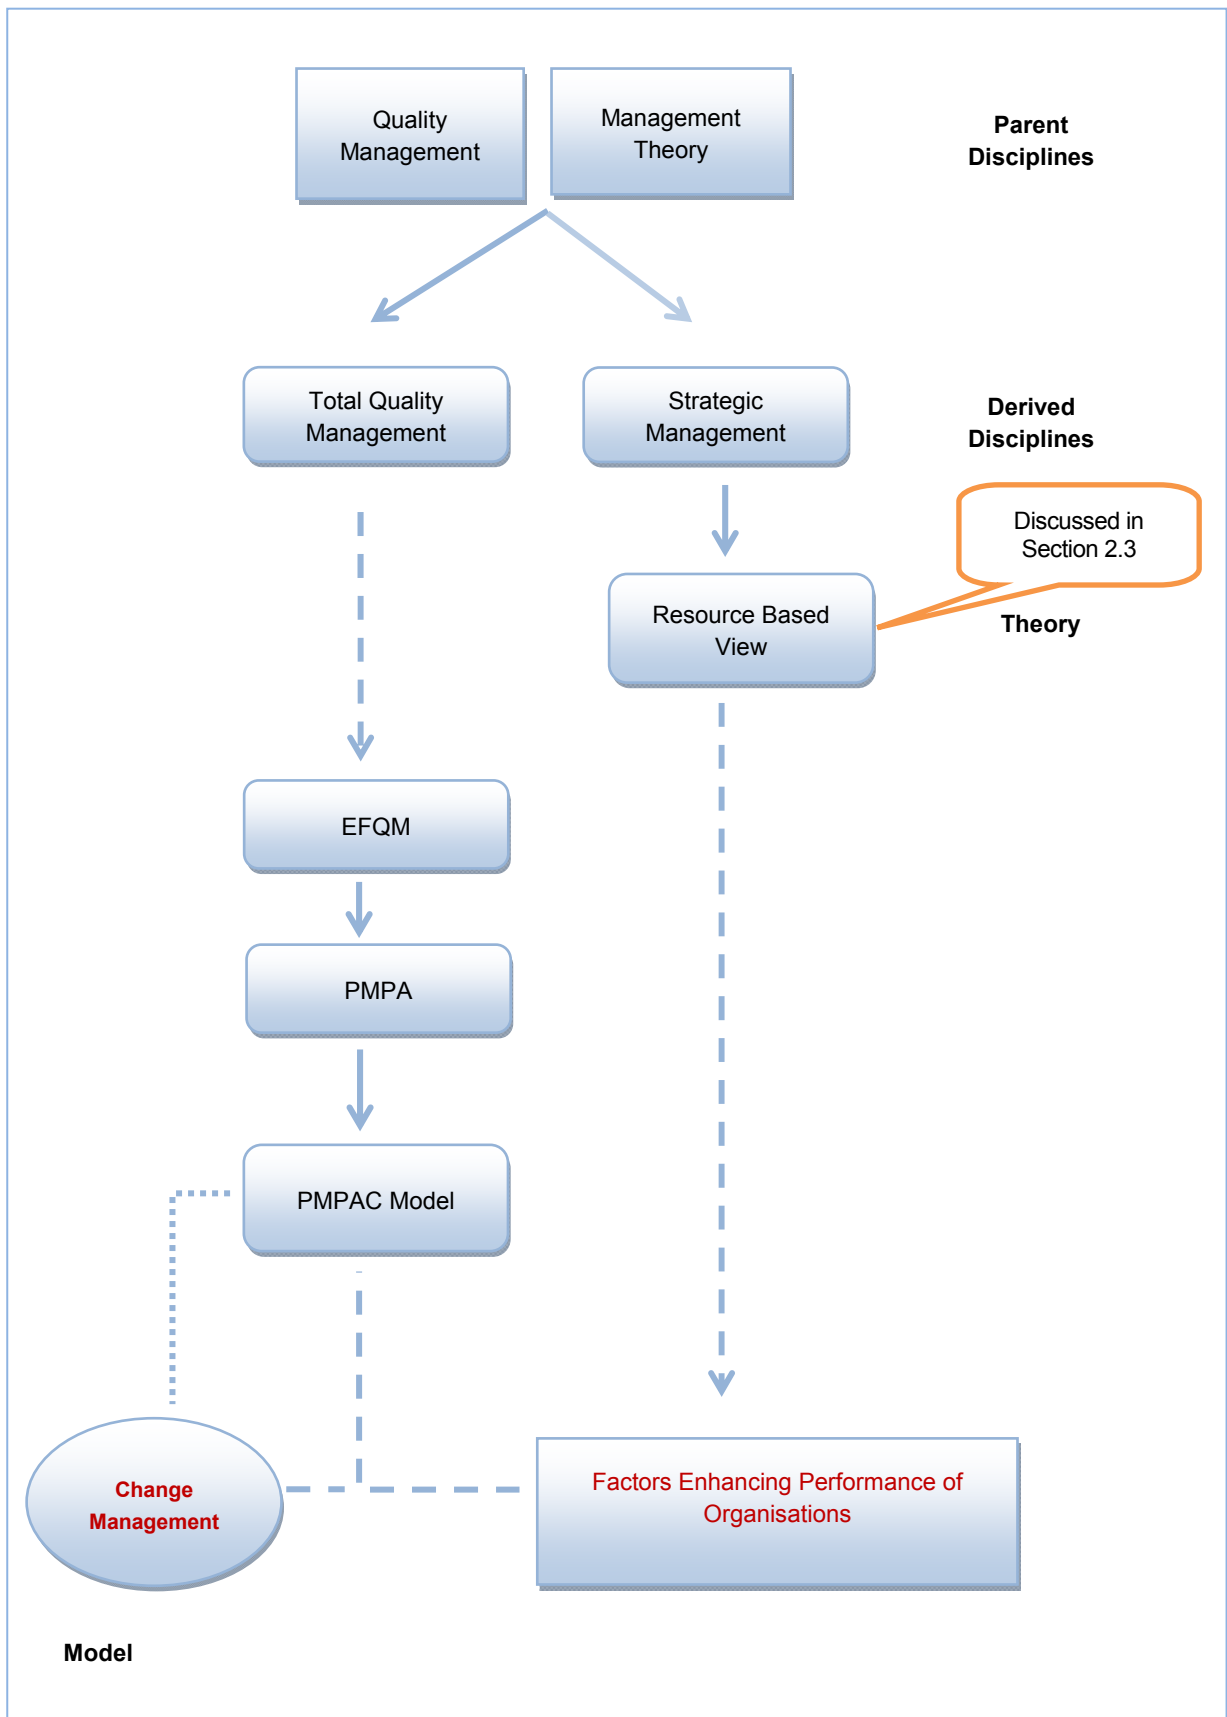 Quality
Management
Management
Theory
Parent
Disciplines
Total Quality
Management
Strategic
Management
Derived
Disciplines
Discussed in
Section 2.3
Resource Based
View
Theory
EFQM
PMPA
PMPAC Model
Change
Management
Factors Enhancing Performance of
Organisations
Model